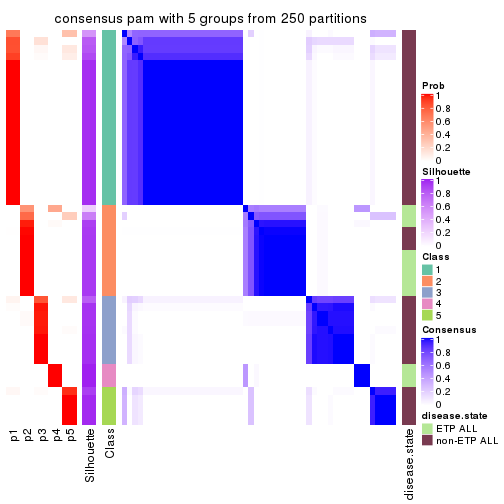 consensus pam with 5 groups from 250 partitions
Prob
1
0.8
0.6
0.4
0.2
0
Silhouette
1
0.8
0.6
0.4
0.2
0
Class
1
2
3
4
5
Consensus
1
0.8
0.6
0.4
0.2
0
disease.state
ETP ALL
non-ETP ALL
p1
p2
p3
p4
p5
Silhouette
Class
disease.state